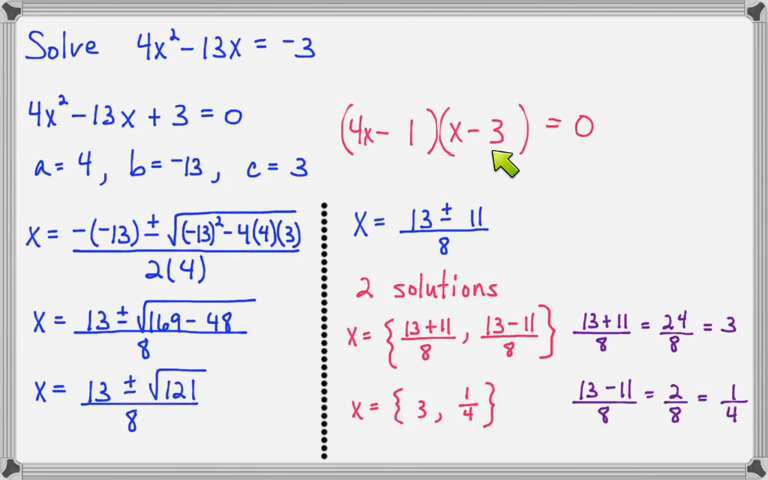 Solve 4x² - 13x = -3
4x² - 13x + 3 = 0
(4x - 1)(x - 3) = 0
a = 4, b = -13, c = 3
x = -(-13) ± √((-13)² - 4(4)(3)) / 2(4)
x = 13 ± √(169 - 48) / 8
x = 13 ± √121 / 8
x = 13 ± 11 / 8
2 solutions
x = { 13+11 / 8 , 13-11 / 8 }
x = { 3, 1/4 }
13+11 / 8 = 24/8 = 3
13-11 / 8 = 2/8 = 1/4